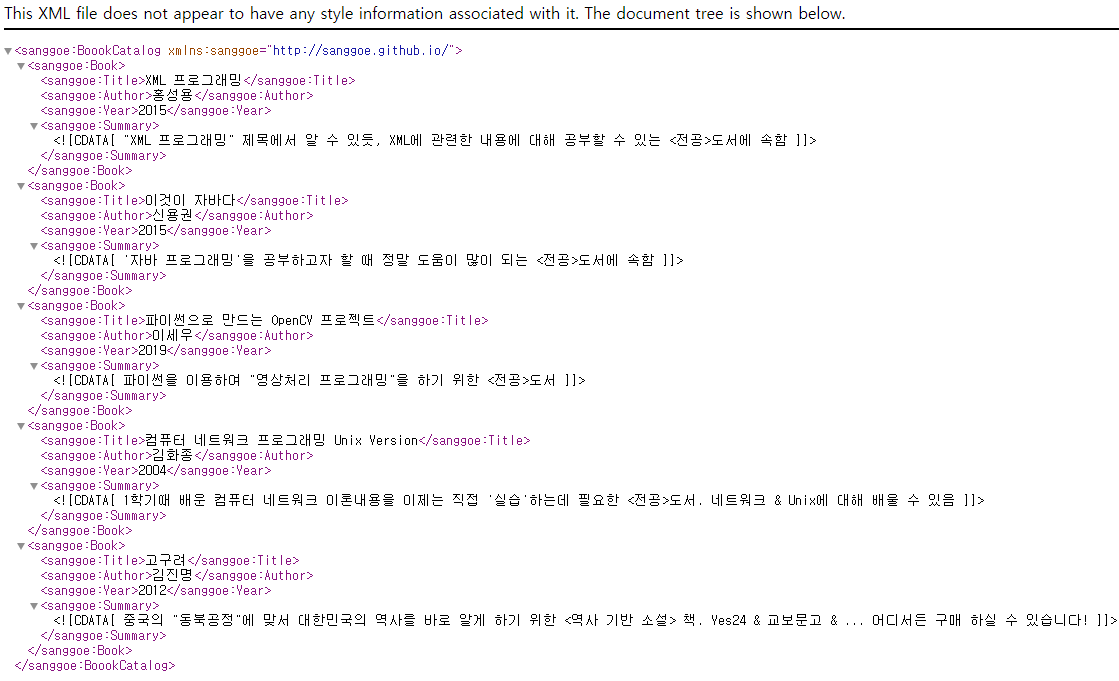 This XML file does not appear to have any style information associated with it. The document tree is shown below.
▼<sanggoe:BoookCatalog xmlns:sanggoe="http://sanggoe.github.io/">
▼<sanggoe:Book>
<sanggoe:Title>XML 프로그래밍</sanggoe:Title>
<sanggoe:Author>홍성용</sanggoe:Author>
<sanggoe:Year>2015</sanggoe:Year>
▼<sanggoe:Summary>
<![CDATA[ "XML 프로그래밍" 제목에서 알 수 있듯, XML에 관련한 내용에 대해 공부할 수 있는 <전공>도서에 속함 ]]>
</sanggoe:Summary>
</sanggoe:Book>
▼<sanggoe:Book>
<sanggoe:Title>이것이 자바다</sanggoe:Title>
<sanggoe:Author>신용권</sanggoe:Author>
<sanggoe:Year>2015</sanggoe:Year>
▼<sanggoe:Summary>
<![CDATA[ '자바 프로그래밍'을 공부하고자 할 때 정말 도움이 많이 되는 <전공>도서에 속함 ]]>
</sanggoe:Summary>
</sanggoe:Book>
▼<sanggoe:Book>
<sanggoe:Title>파이썬으로 만드는 OpenCV 프로젝트</sanggoe:Title>
<sanggoe:Author>이세우</sanggoe:Author>
<sanggoe:Year>2019</sanggoe:Year>
▼<sanggoe:Summary>
<![CDATA[ 파이썬을 이용하여 "영상처리 프로그래밍"을 하기 위한 <전공>도서 ]]>
</sanggoe:Summary>
</sanggoe:Book>
▼<sanggoe:Book>
<sanggoe:Title>컴퓨터 네트워크 프로그래밍 Unix Version</sanggoe:Title>
<sanggoe:Author>김화종</sanggoe:Author>
<sanggoe:Year>2004</sanggoe:Year>
▼<sanggoe:Summary>
<![CDATA[ 1학기때 배운 컴퓨터 네트워크 이론내용을 이제는 직접 '실습'하는데 필요한 <전공>도서. 네트워크 & Unix에 대해 배울 수 있음 ]]>
</sanggoe:Summary>
</sanggoe:Book>
▼<sanggoe:Book>
<sanggoe:Title>고구려</sanggoe:Title>
<sanggoe:Author>김진명</sanggoe:Author>
<sanggoe:Year>2012</sanggoe:Year>
▼<sanggoe:Summary>
<![CDATA[ 중국의 "동북공정"에 맞서 대한민국의 역사를 바로 알게 하기 위한 <역사 기반 소설> 책. Yes24 & 교보문고 & ... 어디서든 구매 하실 수 있습니다! ]]>
</sanggoe:Summary>
</sanggoe:Book>
</sanggoe:BoookCatalog>